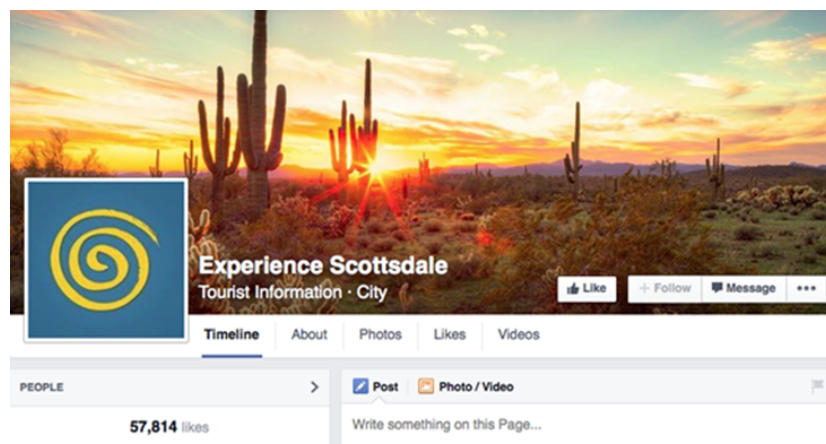 Experience Scottsdale
Tourist Information · City
Like
+ Follow
Message
Timeline
About
Photos
Likes
Videos
PEOPLE
Post
Photo / Video
57,814 likes
Write something on this Page...